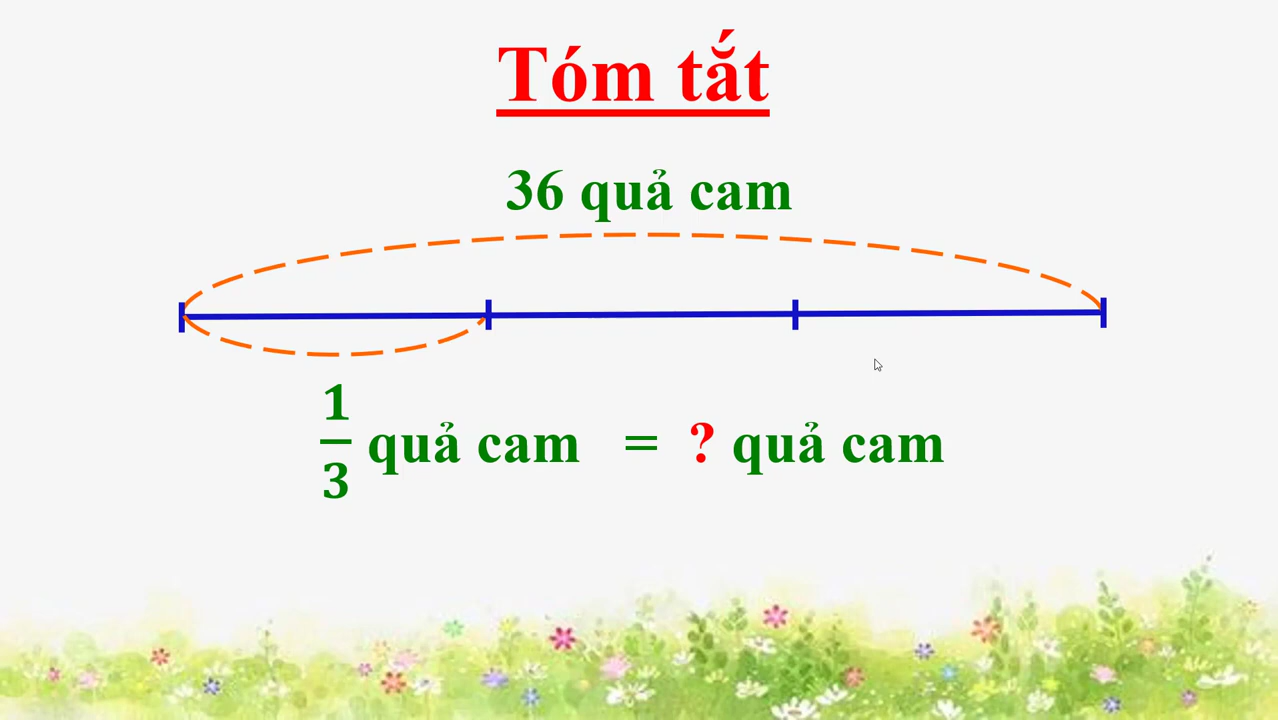 Tóm tắt
36 quả cam
1/3 quả cam = ? quả cam